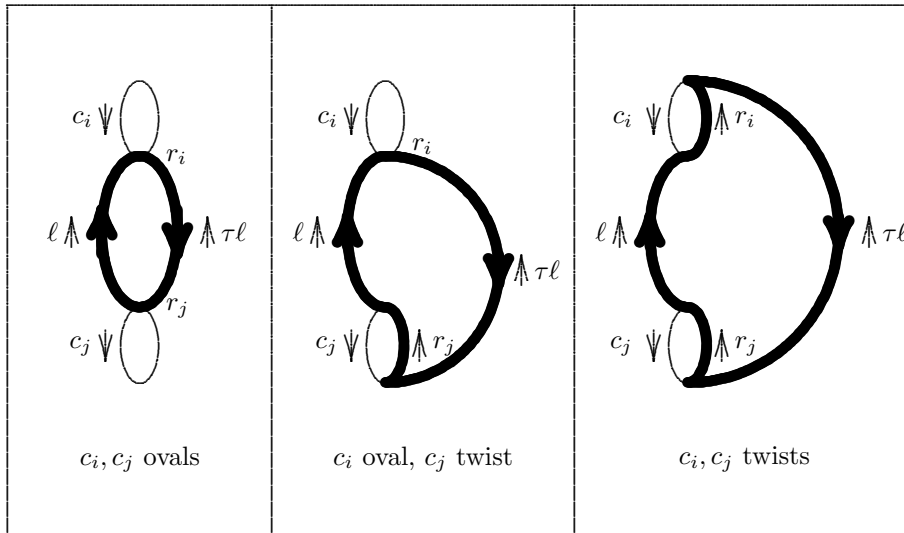 c_i
r_i
ℓ
τℓ
r_j
c_j
c_i, c_j ovals
c_i
r_i
ℓ
τℓ
c_j
r_j
c_i oval, c_j twist
c_i
r_i
ℓ
τℓ
c_j
r_j
c_i, c_j twists